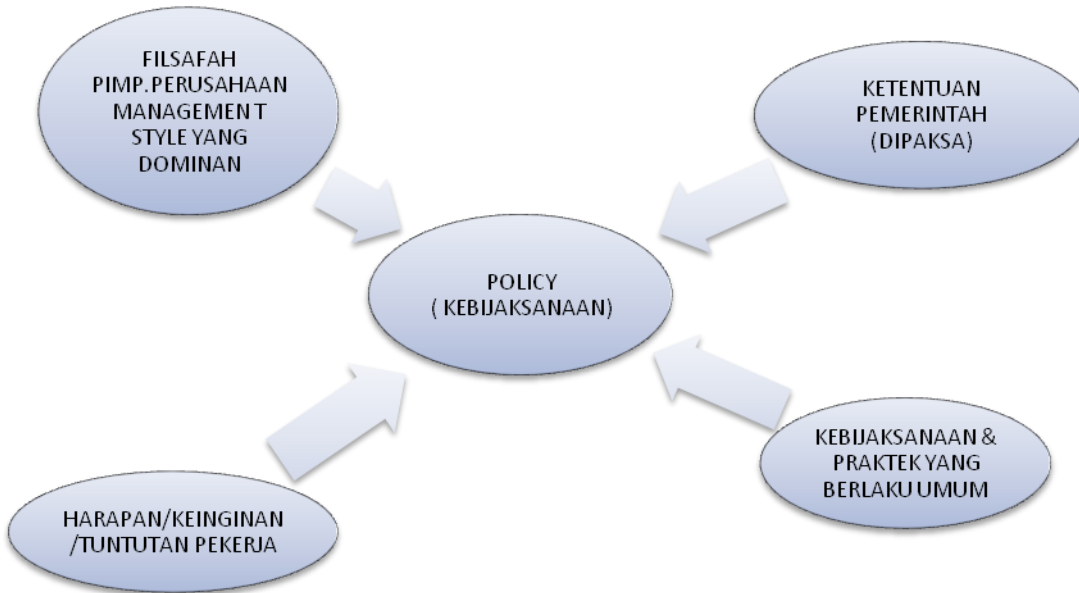 FILSAFAH
PIMP.PERUSAHAAN
MANAGEMEN T
STYLE YANG
DOMINAN
KETENTUAN
PEMERINTAH
(DIPAKSA)
POLICY
( KEBIJAKSANAAN)
HARAPAN/KEINGINAN
/TUNTUTAN PEKERJA
KEBIJAKSANAAN &
PRAKTEK YANG
BERLAKU UMUM